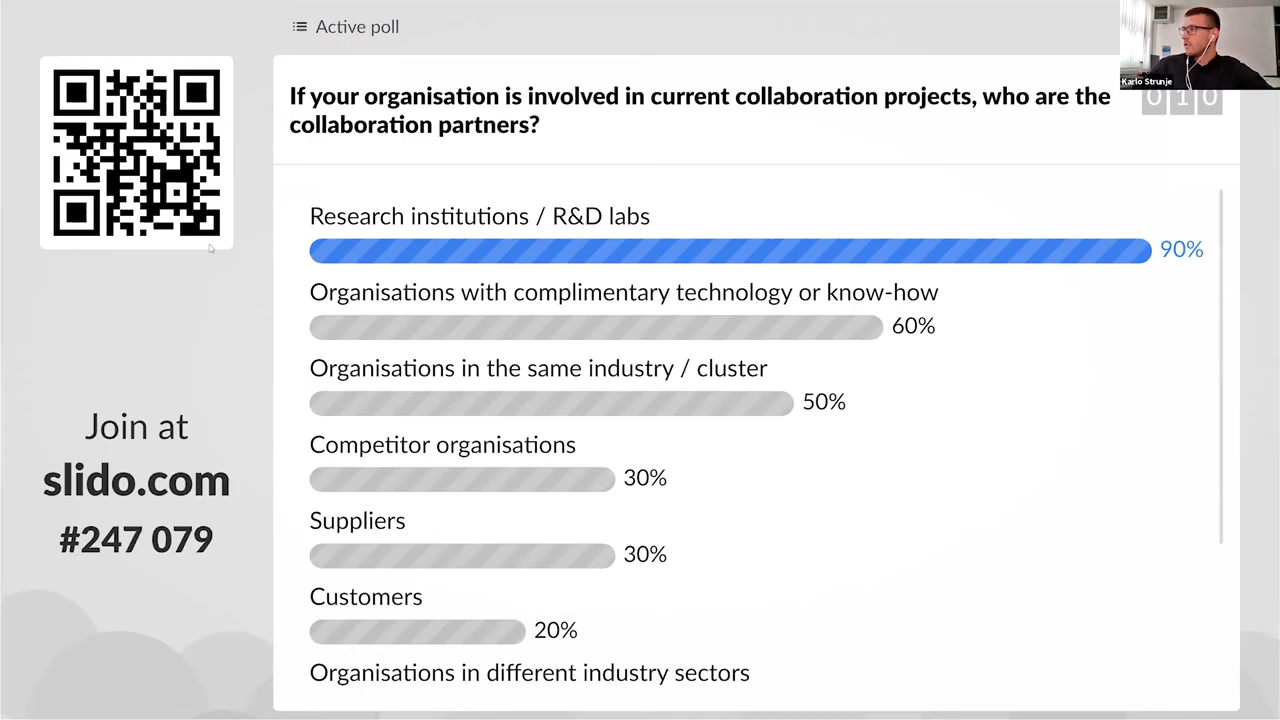 Active poll
Karlo Strunje
If your organisation is involved in current collaboration projects, who are the
collaboration partners?
010
Research institutions / R&D labs
90%
Organisations with complimentary technology or know-how
60%
Organisations in the same industry / cluster
50%
Competitor organisations
30%
Suppliers
30%
Customers
20%
Organisations in different industry sectors
Join at
slido.com
#247 079